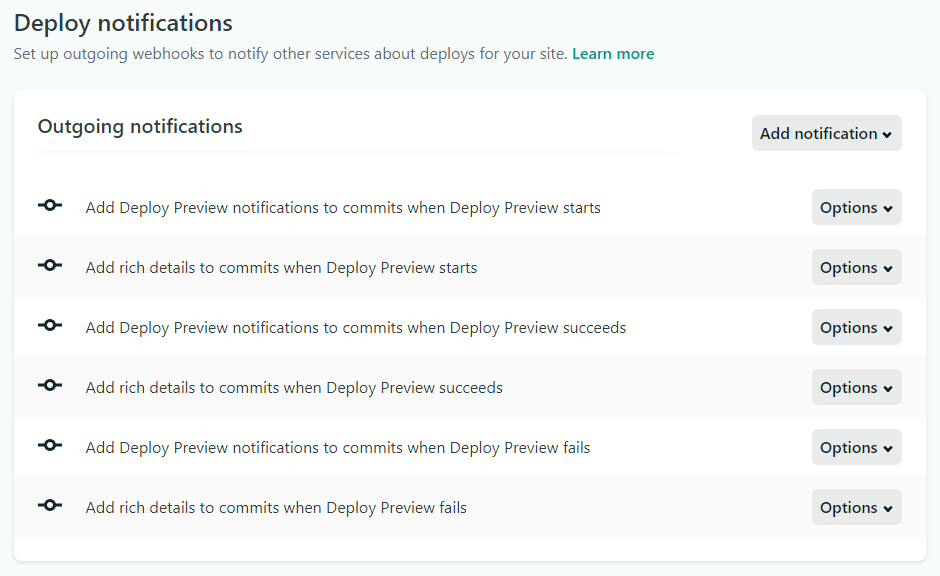 Deploy notifications
Set up outgoing webhooks to notify other services about deploys for your site. Learn more
Outgoing notifications
Add notification
Add Deploy Preview notifications to commits when Deploy Preview starts
Options
Add rich details to commits when Deploy Preview starts
Options
Add Deploy Preview notifications to commits when Deploy Preview succeeds
Options
Add rich details to commits when Deploy Preview succeeds
Options
Add Deploy Preview notifications to commits when Deploy Preview fails
Options
Add rich details to commits when Deploy Preview fails
Options